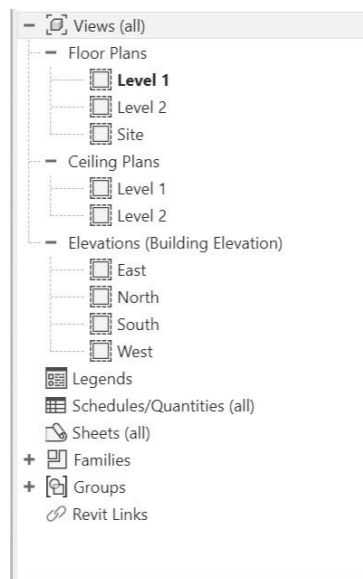 Views (all)
Floor Plans
Level 1
Level 2
Site
Ceiling Plans
Level 1
Level 2
Elevations (Building Elevation)
East
North
South
West
Legends
Schedules/Quantities (all)
Sheets (all)
Families
Groups
Revit Links